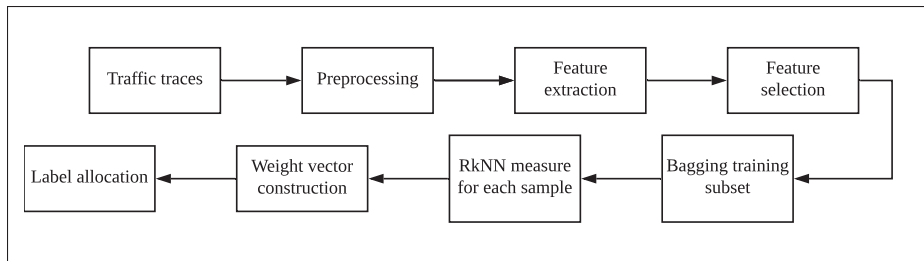 Traffic traces
Preprocessing
Feature
extraction
Feature
selection
Bagging training
subset
RkNN measure
for each sample
Weight vector
construction
Label allocation